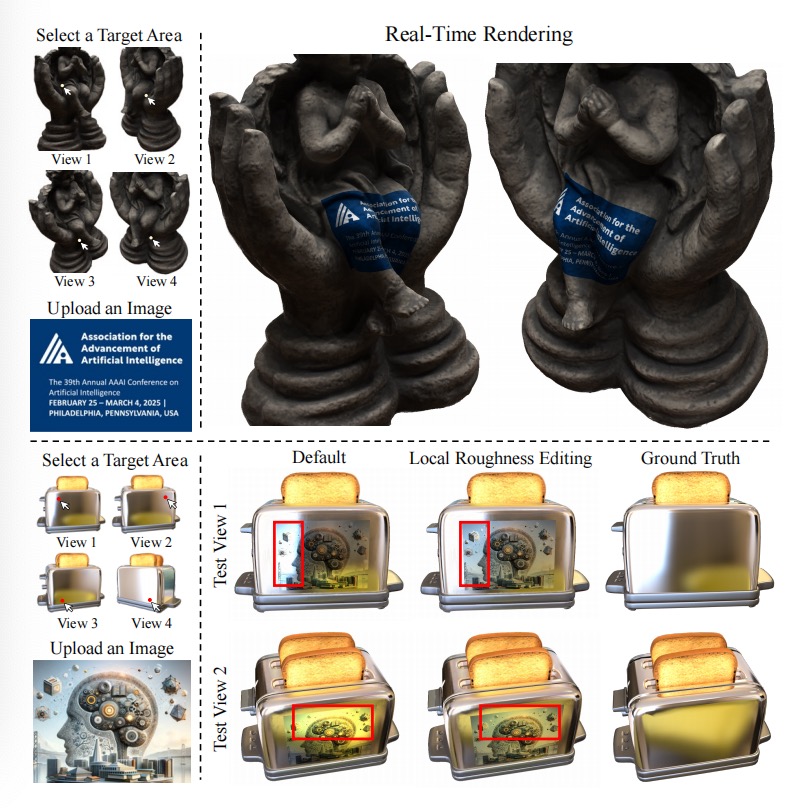 Select a Target Area
Real-Time Rendering
View 1
View 2
View 3
View 4
Upload an Image
Association for the
Advancement of
Artificial Intelligence
The 39th Annual AAAI Conference on
Artificial Intelligence
FEBRUARY 25 – MARCH 4, 2025 |
PHILADELPHIA, PENNSYLVANIA, USA
Association for the
Advancement of
Artificial Intellig
Association for the
Advancement of
Artificial Intelligence
Select a Target Area
Default
Local Roughness Editing
Ground Truth
View 1
View 2
View 3
View 4
Upload an Image
Test View 1
Test View 2